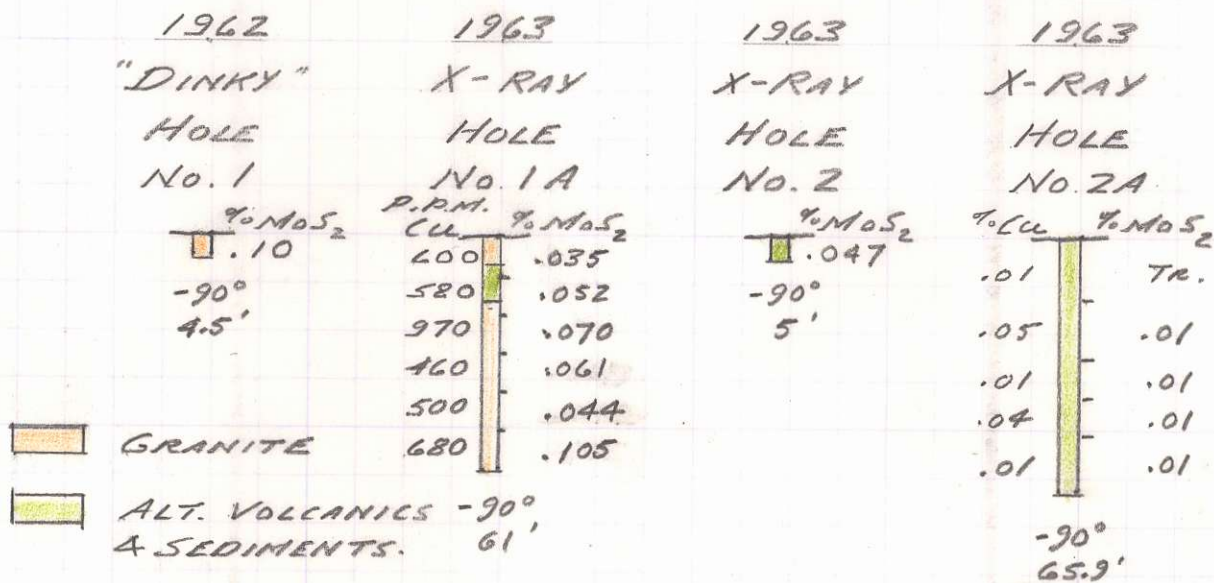 1962
"DINKY"
HOLE
No. 1
% MoS2
.10
-90°
4.5'
1963
X-RAY
HOLE
No. 1A
P.P.M.
Cu % MoS2
600 .035
580 .052
970 .070
460 .061
500 .044
680 .105
-90°
61'
1963
X-RAY
HOLE
No. 2
% MoS2
.047
-90°
5'
1963
X-RAY
HOLE
No. 2A
% Cu % MoS2
.01 TR.
.05 .01
.01 .01
.04 .01
.01 .01
-90°
65.9'
GRANITE
ALT. VOLCANICS
& SEDIMENTS.